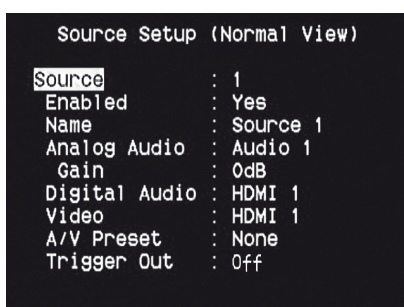 Source Setup (Normal View)
Source : 1
Enabled : Yes
Name : Source 1
Analog Audio : Audio 1
Gain : 0dB
Digital Audio : HDMI 1
Video : HDMI 1
A/V Preset : None
Trigger Out : Off